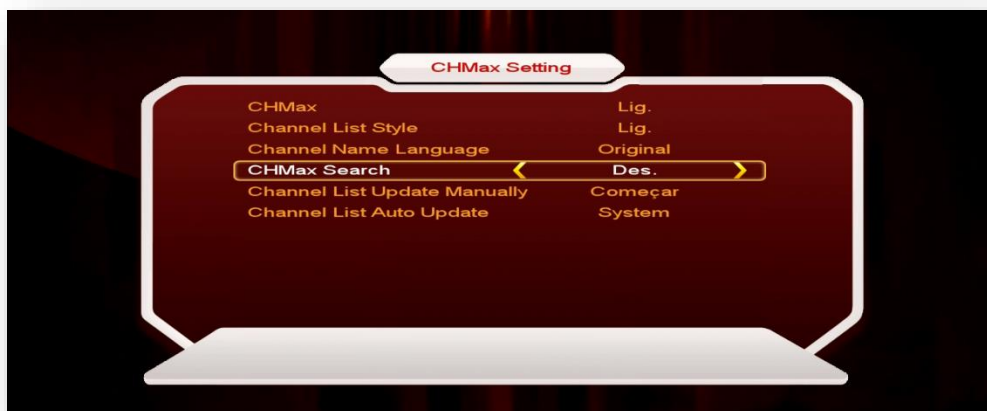 CHMax Setting
CHMax Lig.
Channel List Style Lig.
Channel Name Language Original
CHMax Search Des.
Channel List Update Manually Começar
Channel List Auto Update System